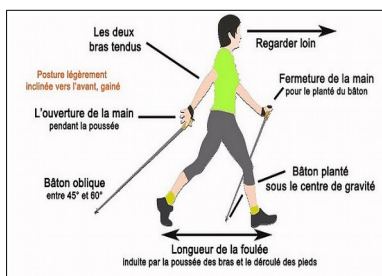 Les deux
bras tendus
Regarder loin
Posture légèrement
inclinée vers l'avant, gainé
Fermeture de la main
pour le planté du bâton
L'ouverture de la main
pendant la poussée
Bâton oblique
entre 45° et 60°
Bâton planté
sous le centre de gravité
Longueur de la foulée
induite par la poussée des bras et le déroulé des pieds